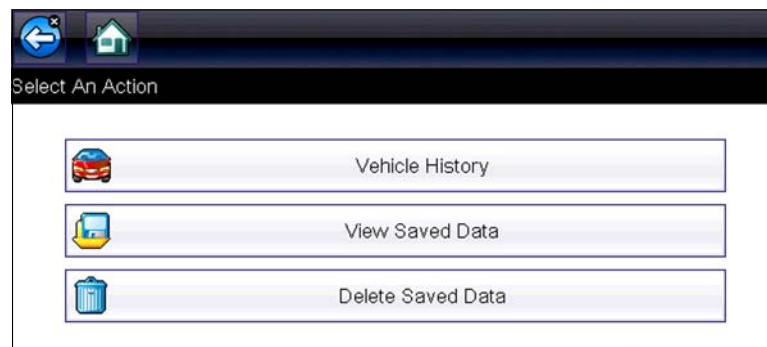 Select An Action
Vehicle History
View Saved Data
Delete Saved Data